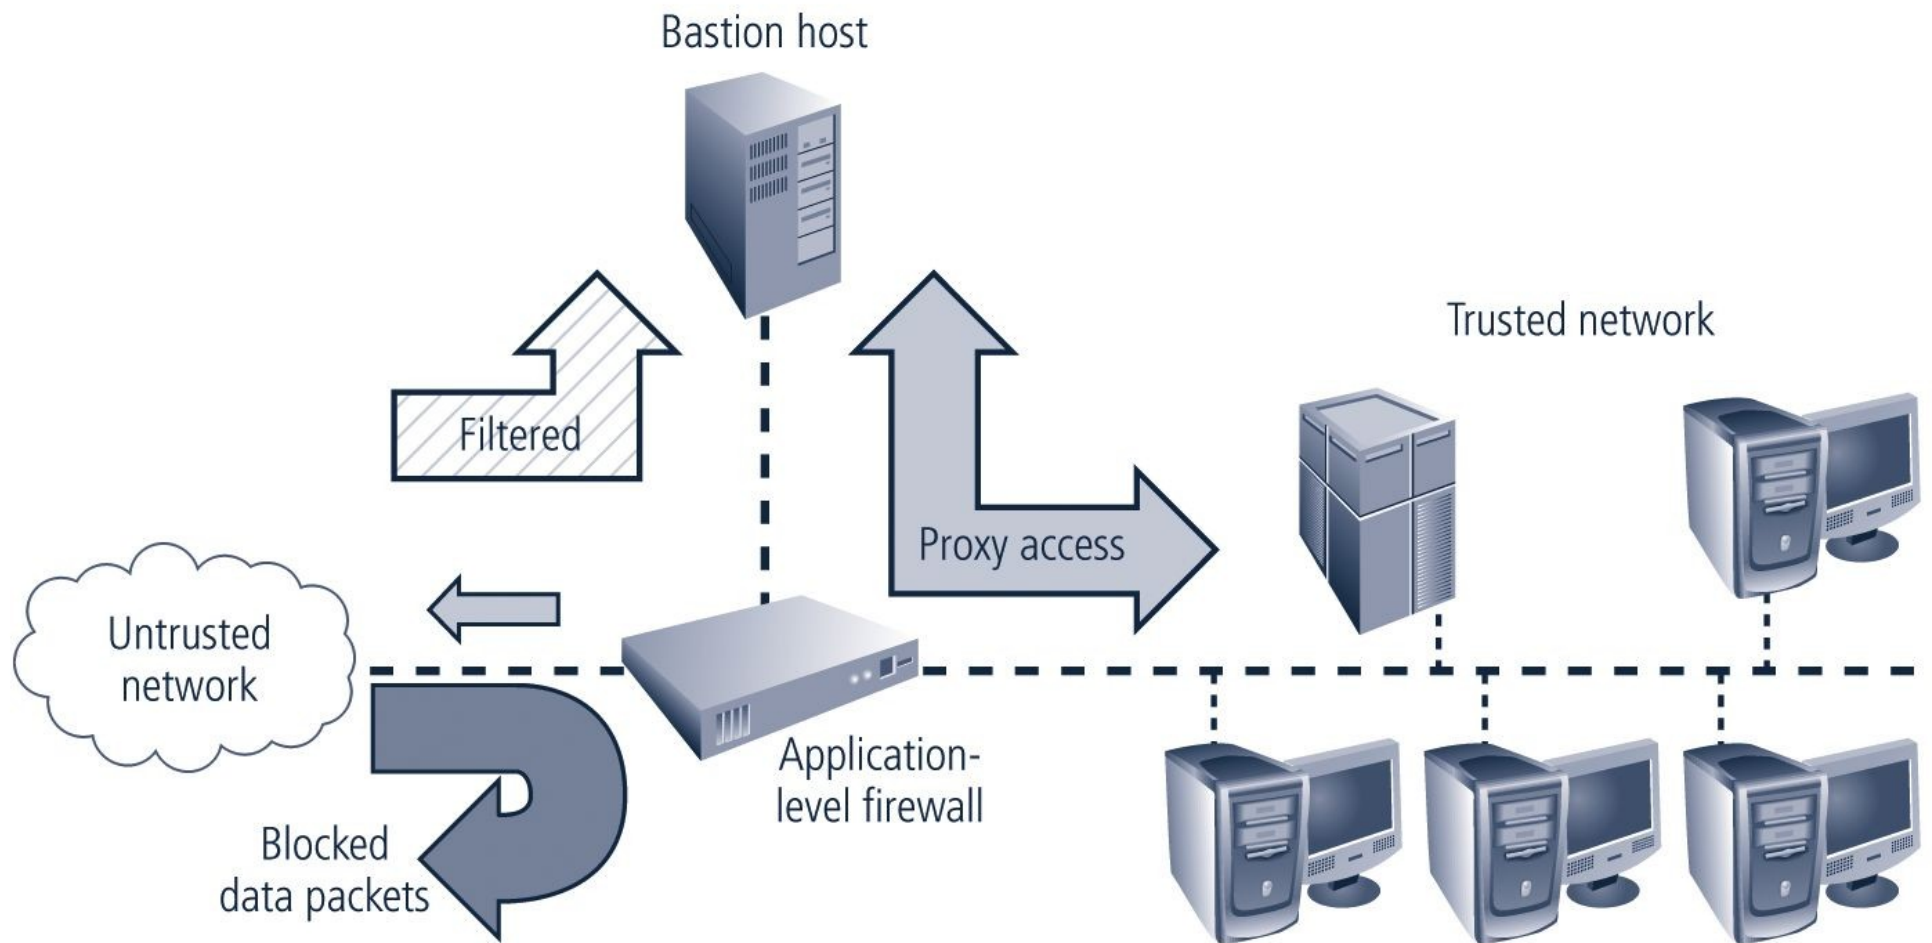 Bastion host
Trusted network
Filtered
Proxy access
Untrusted
network
Application-
level firewall
Blocked
data packets